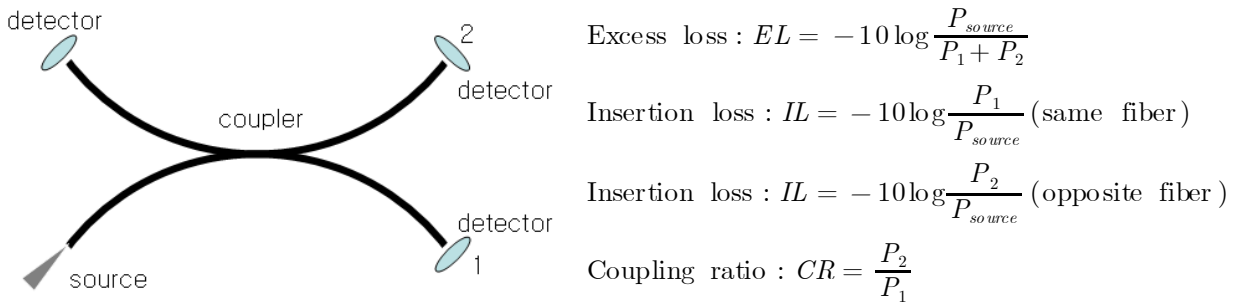 detector
2
detector
coupler
detector
1
source
Excess loss : EL = −10 log P_source / (P_1 + P_2)
Insertion loss : IL = −10 log P_1 / P_source (same fiber)
Insertion loss : IL = −10 log P_2 / P_source (opposite fiber)
Coupling ratio : CR = P_2 / P_1